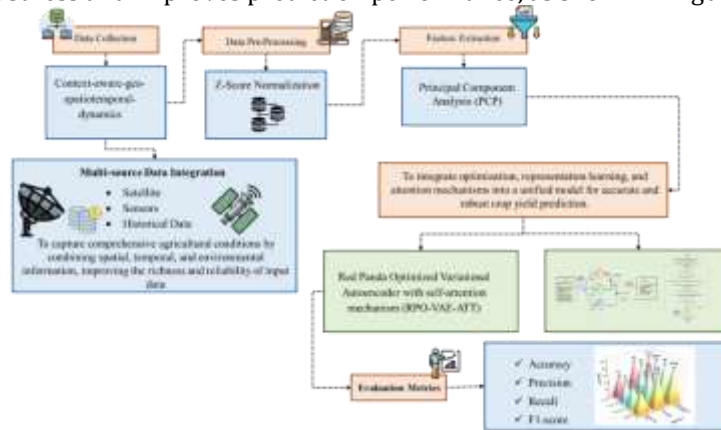 Data Collection
Data Pre-Processing
Feature Extraction
Context-aware-geo-
spatiotemporal-
dynamics
Z-Score Normalization
Principal Component
Analysis (PCP)
Multi-source Data Integration
Satellite
Sensors
Historical Data
To capture comprehensive agricultural conditions by
combining spatial, temporal, and environmental
information, improving the richness and reliability of input
data
To integrate optimization, representation learning, and
attention mechanisms into a unified model for accurate and
robust crop yield prediction.
Red Panda Optimized Variational
Autoencoder with self-attention
mechanism (RPO-VAE-ATT)
Evaluation Metrics
✓ Accuracy
✓ Precision
✓ Recall
✓ F1-score